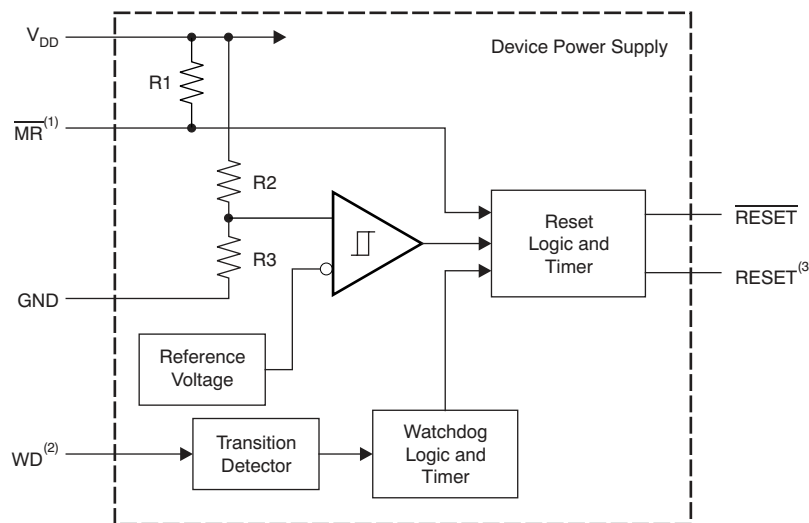 V_DD
Device Power Supply
R1
MR(1)
R2
R3
GND
Reset
Logic and
Timer
RESET
RESET(3
Reference
Voltage
WD(2)
Transition
Detector
Watchdog
Logic and
Timer